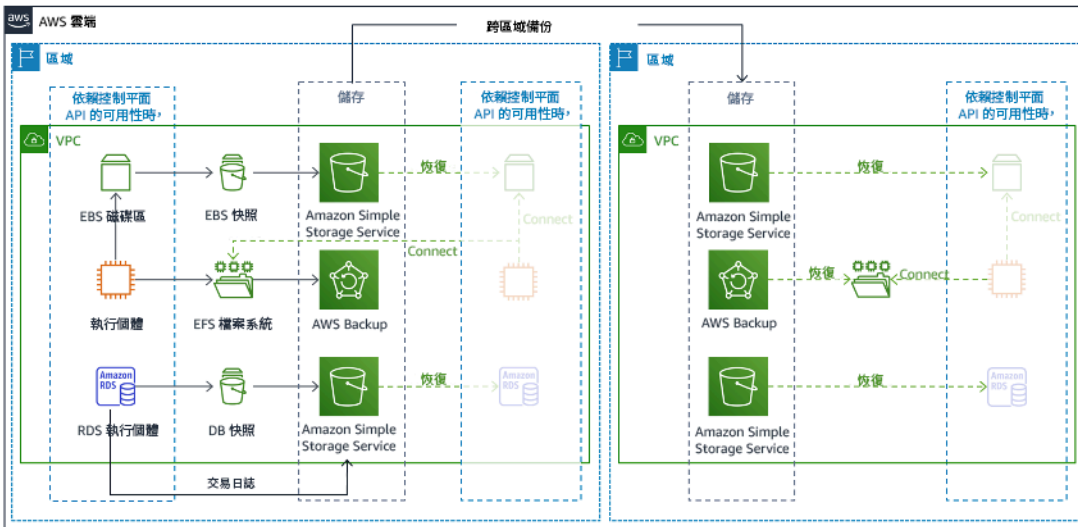 aws
AWS 雲端
跨區域備份
區域
依賴控制平面
API 的可用性時，
儲存
依賴控制平面
API 的可用性時，
VPC
EBS 磁碟區
EBS 快照
Amazon Simple
Storage Service
恢復
Connect
Connect
執行個體
EFS 檔案系統
AWS Backup
Amazon
RDS
恢復
Amazon
RDS
RDS 執行個體
DB 快照
Amazon Simple
Storage Service
交易日誌
區域
儲存
依賴控制平面
API 的可用性時，
VPC
恢復
Amazon Simple
Storage Service
Connect
恢復
Connect
AWS Backup
恢復
Amazon
RDS
Amazon Simple
Storage Service